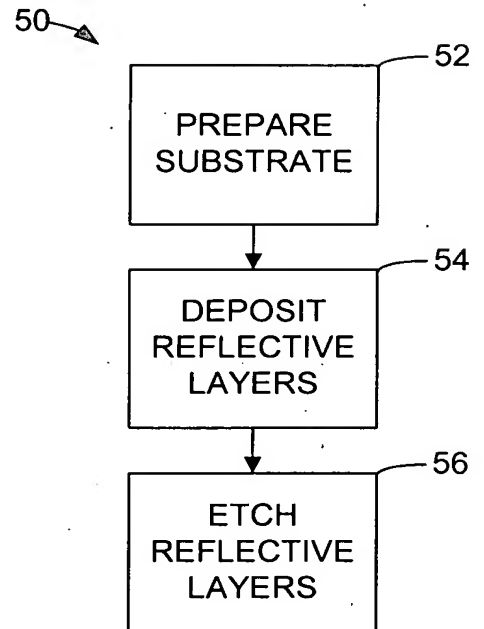 50
52
PREPARE
SUBSTRATE
54
DEPOSIT
REFLECTIVE
LAYERS
56
ETCH
REFLECTIVE
LAYERS